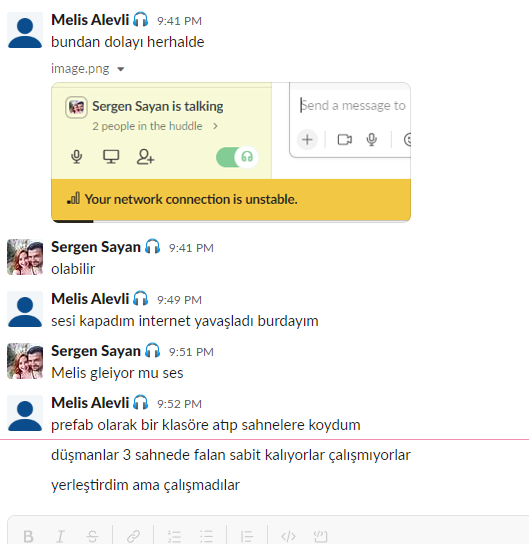 Melis Alevli 9:41 PM
bundan dolayı herhalde
image.png
Sergen Sayan is talking
2 people in the huddle
Send a message to
Your network connection is unstable.
Sergen Sayan 9:41 PM
olabilir
Melis Alevli 9:49 PM
sesi kapadım internet yavaşladı burdayım
Sergen Sayan 9:51 PM
Melis gleiyor mu ses
Melis Alevli 9:52 PM
prefab olarak bir klasöre atıp sahnelere koydum
düşmanlar 3 sahnede falan sabit kalıyorlar çalışmıyorlar
yerleştirdim ama çalışmadılar
B I S